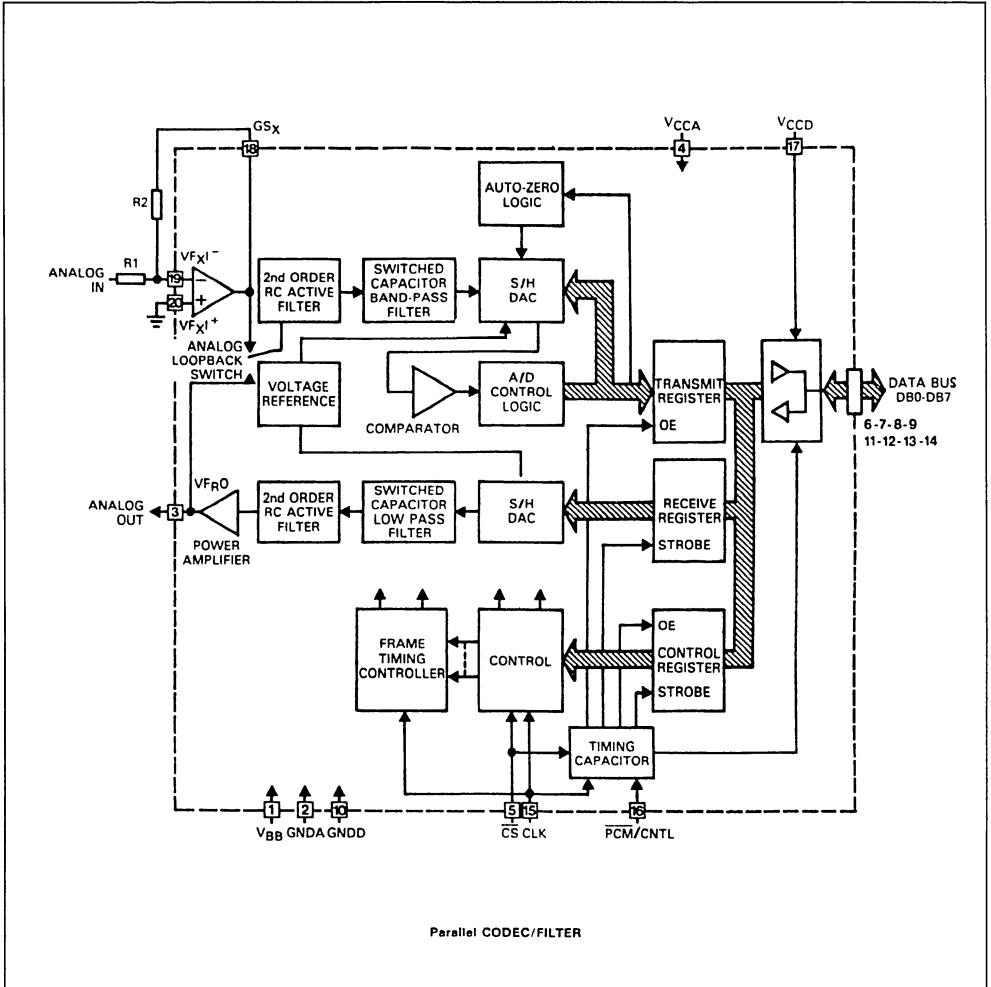 GSX
18
VCCA
4
VCCD
17
R2
R1
ANALOG
IN
VFXI-
19
20
VFXI+
-
+
ANALOG
LOOPBACK
SWITCH
2nd ORDER
RC ACTIVE
FILTER
SWITCHED
CAPACITOR
BAND-PASS
FILTER
AUTO-ZERO
LOGIC
S/H
DAC
VOLTAGE
REFERENCE
COMPARATOR
A/D
CONTROL
LOGIC
TRANSMIT
REGISTER
OE
DATA BUS
DB0-DB7
6-7-8-9
11-12-13-14
ANALOG
OUT
3
VFRO
POWER
AMPLIFIER
2nd ORDER
RC ACTIVE
FILTER
SWITCHED
CAPACITOR
LOW PASS
FILTER
S/H
DAC
RECEIVE
REGISTER
STROBE
FRAME
TIMING
CONTROLLER
CONTROL
OE
CONTROL
REGISTER
STROBE
TIMING
CAPACITOR
1
2
10
5
15
16
VBB GNDA GNDD
CS CLK
PCM/CNTL
Parallel CODEC/FILTER